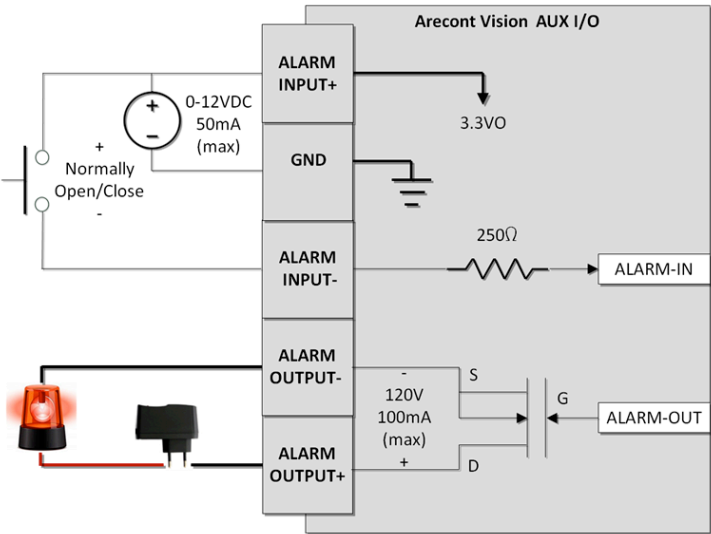 Arecont Vision AUX I/O
ALARM
INPUT+
0-12VDC
50mA
(max)
+
−
3.3VO
+
Normally
Open/Close
-
GND
250Ω
ALARM
INPUT-
ALARM-IN
ALARM
OUTPUT-
-
120V
100mA
(max)
+
S
G
D
ALARM-OUT
ALARM
OUTPUT+